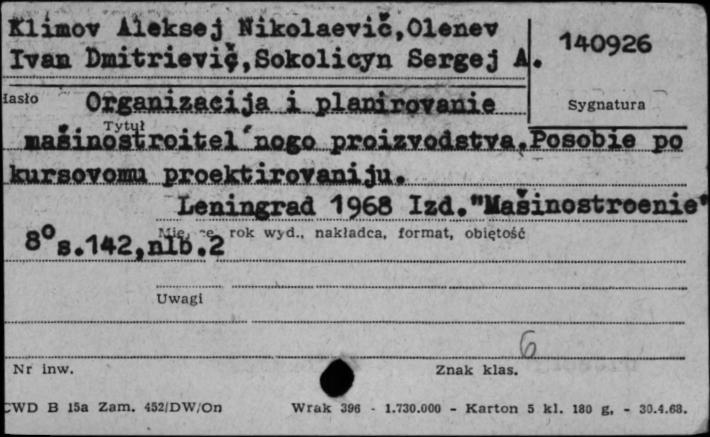 Klimov Aleksej Nikolaevič,Olenev
Ivan Dmitrievič,Sokolicyn Sergej A.
140926
Hasło
Organizacija i planirovanie
Sygnatura
Tytuł
mašinostroitel'nogo proizvodstva.Posobie po
kursovomu proektirovaniju.
Leningrad 1968 Izd."Mašinostroenie"
rok wyd., nakładca, format, objętość
8° s.142,nlb.2
Uwagi
6
Nr inw.
Znak klas.
CWD B 15a Zam. 452/DW/On
Wrak 396 - 1.730.000 - Karton 5 kl. 180 g, - 30.4.68.